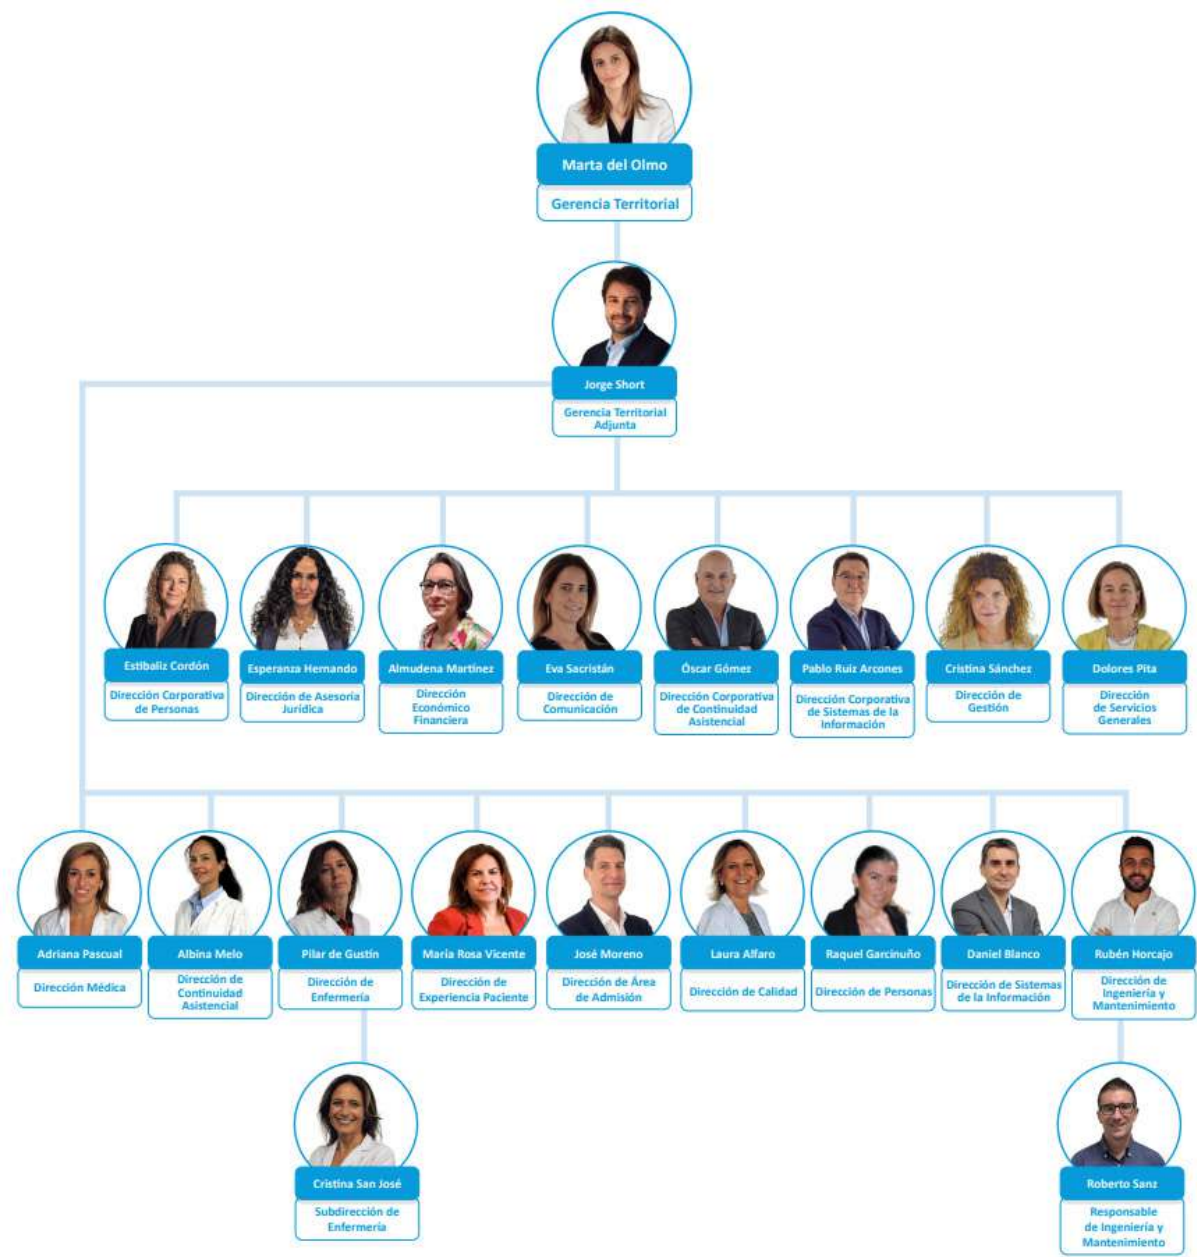 Marta del Olmo
Gerencia Territorial
Jorge Short
Gerencia Territorial
Adjunta
Estibaliz Cordón
Dirección Corporativa
de Personas
Esperanza Hernando
Dirección de Asesoría
Jurídica
Almudena Martínez
Dirección
Económico
Financiera
Eva Sacristán
Dirección de
Comunicación
Óscar Gómez
Dirección Corporativa
de Continuidad
Asistencial
Pablo Ruiz Arcones
Dirección Corporativa
de Sistemas de la
Información
Cristina Sánchez
Dirección de
Gestión
Dolores Pita
Dirección
de Servicios
Generales
Adriana Pascual
Dirección Médica
Albina Melo
Dirección de
Continuidad
Asistencial
Pilar de Gustín
Dirección de
Enfermería
María Rosa Vicente
Dirección de
Experiencia Paciente
José Moreno
Dirección de Área
de Admisión
Laura Alfaro
Dirección de Calidad
Raquel Garcinuño
Dirección de Personas
Daniel Blanco
Dirección de Sistemas
de la Información
Rubén Horcajo
Dirección de
Ingeniería y
Mantenimiento
Cristina San José
Subdirección de
Enfermería
Roberto Sanz
Responsable
de Ingeniería y
Mantenimiento